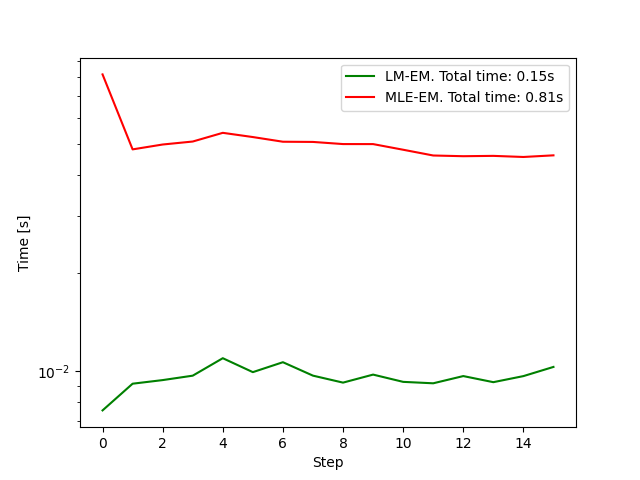 LM-EM. Total time: 0.15s
MLE-EM. Total time: 0.81s
Time [s]
10⁻²
0 2 4 6 8 10 12 14
Step